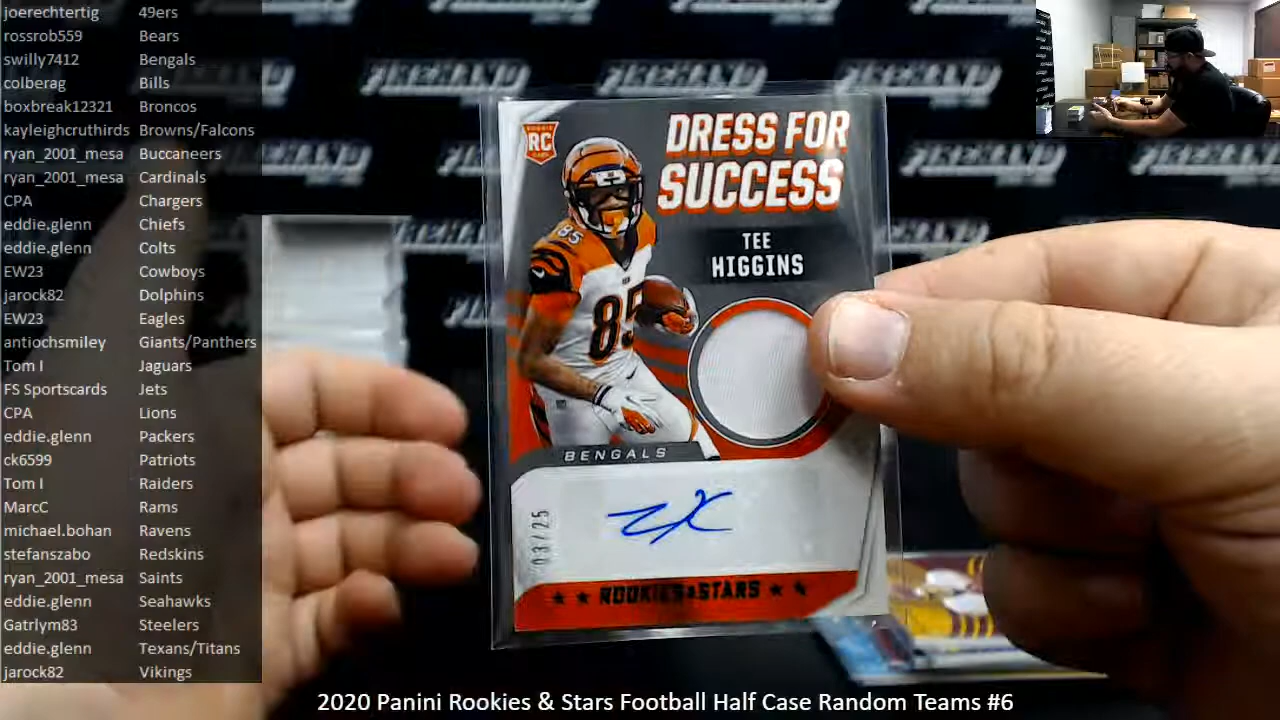 joerechtertig 49ers
rossrob559 Bears
swilly7412 Bengals
colberag Bills
boxbreak12321 Broncos
kayleighcruthirds Browns/Falcons
ryan_2001_mesa Buccaneers
ryan_2001_mesa Cardinals
CPA Chargers
eddie.glenn Chiefs
eddie.glenn Colts
EW23 Cowboys
jarock82 Dolphins
EW23 Eagles
antiochsmiley Giants/Panthers
Tom I Jaguars
FS Sportscards Jets
CPA Lions
eddie.glenn Packers
ck6599 Patriots
Tom I Raiders
MarcC Rams
michael.bohan Ravens
stefanszabo Redskins
ryan_2001_mesa Saints
eddie.glenn Seahawks
Gatrlym83 Steelers
eddie.glenn Texans/Titans
jarock82 Vikings
RC
DRESS FOR
SUCCESS
TEE
HIGGINS
85
85
BENGALS
03/25
ROOKIES & STARS
2020 Panini Rookies & Stars Football Half Case Random Teams #6